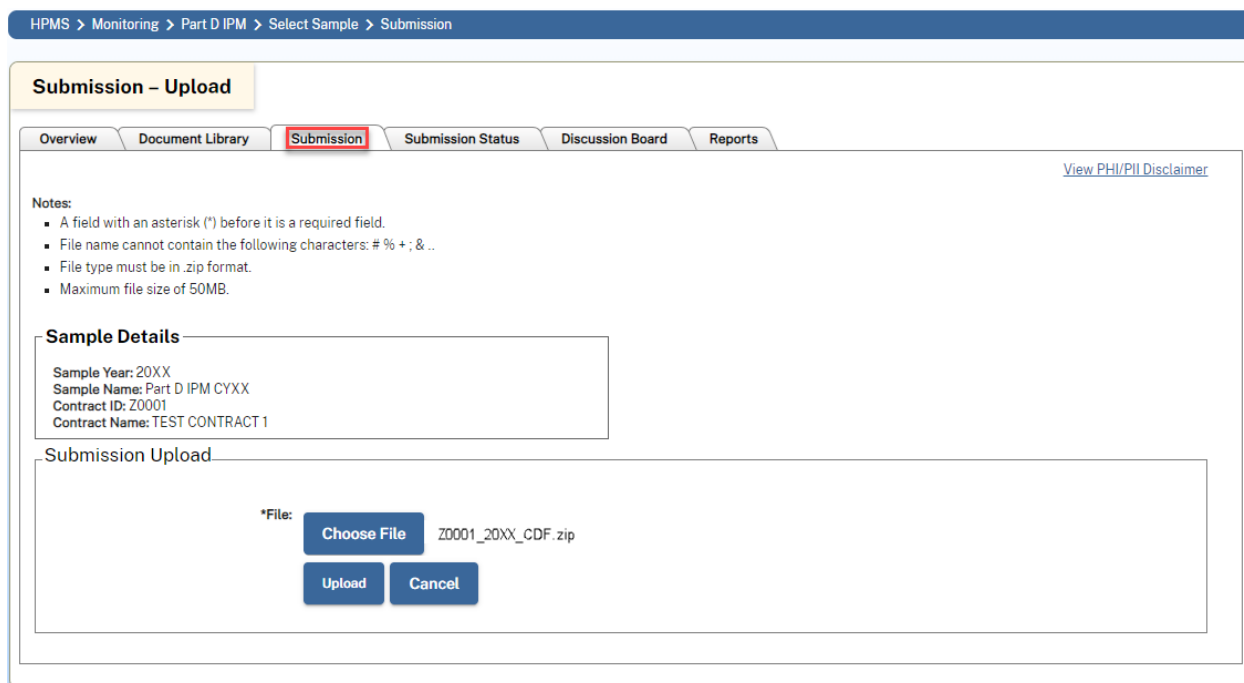 HPMS > Monitoring > Part D IPM > Select Sample > Submission
Submission – Upload
Overview Document Library Submission Submission Status Discussion Board Reports
View PHI/PII Disclaimer
Notes:
▪ A field with an asterisk (*) before it is a required field.
▪ File name cannot contain the following characters: # % + ; & ..
▪ File type must be in .zip format.
▪ Maximum file size of 50MB.
Sample Details
Sample Year: 20XX
Sample Name: Part D IPM CYXX
Contract ID: Z0001
Contract Name: TEST CONTRACT 1
Submission Upload
*File:
Choose File Z0001_20XX_CDF.zip
Upload Cancel